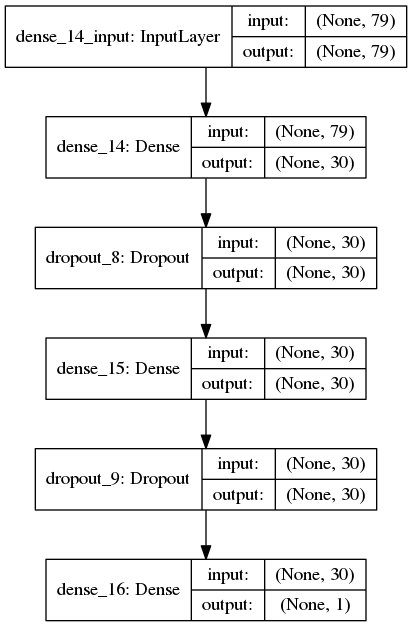 dense_14_input: InputLayer
input: (None, 79)
output: (None, 79)
dense_14: Dense
input: (None, 79)
output: (None, 30)
dropout_8: Dropout
input: (None, 30)
output: (None, 30)
dense_15: Dense
input: (None, 30)
output: (None, 30)
dropout_9: Dropout
input: (None, 30)
output: (None, 30)
dense_16: Dense
input: (None, 30)
output: (None, 1)